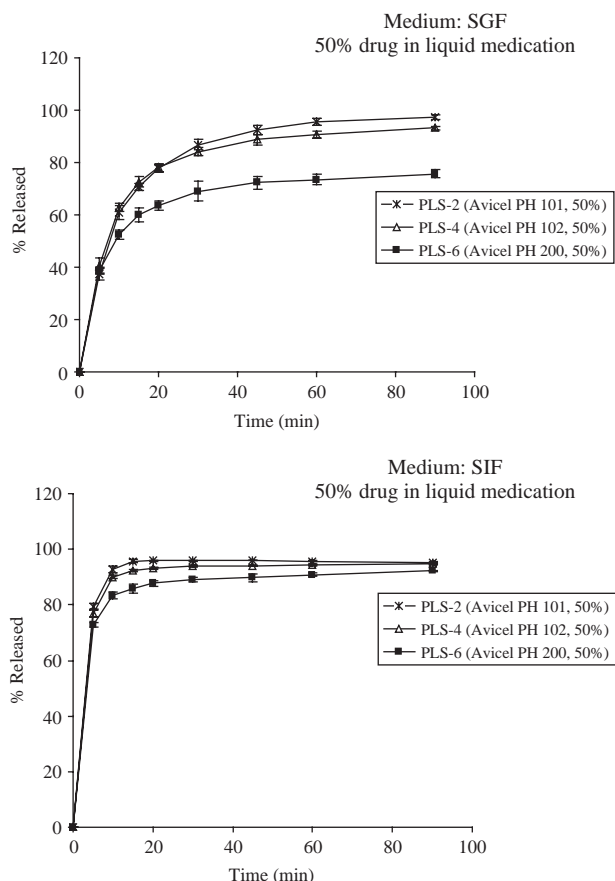 Medium: SGF
50% drug in liquid medication
120
100
80
60
40
20
0
% Released
PLS-2 (Avicel PH 101, 50%)
PLS-4 (Avicel PH 102, 50%)
PLS-6 (Avicel PH 200, 50%)
0 20 40 60 80 100
Time (min)
Medium: SIF
50% drug in liquid medication
120
100
80
60
40
20
0
% Released
PLS-2 (Avicel PH 101, 50%)
PLS-4 (Avicel PH 102, 50%)
PLS-6 (Avicel PH 200, 50%)
0 20 40 60 80 100
Time (min)